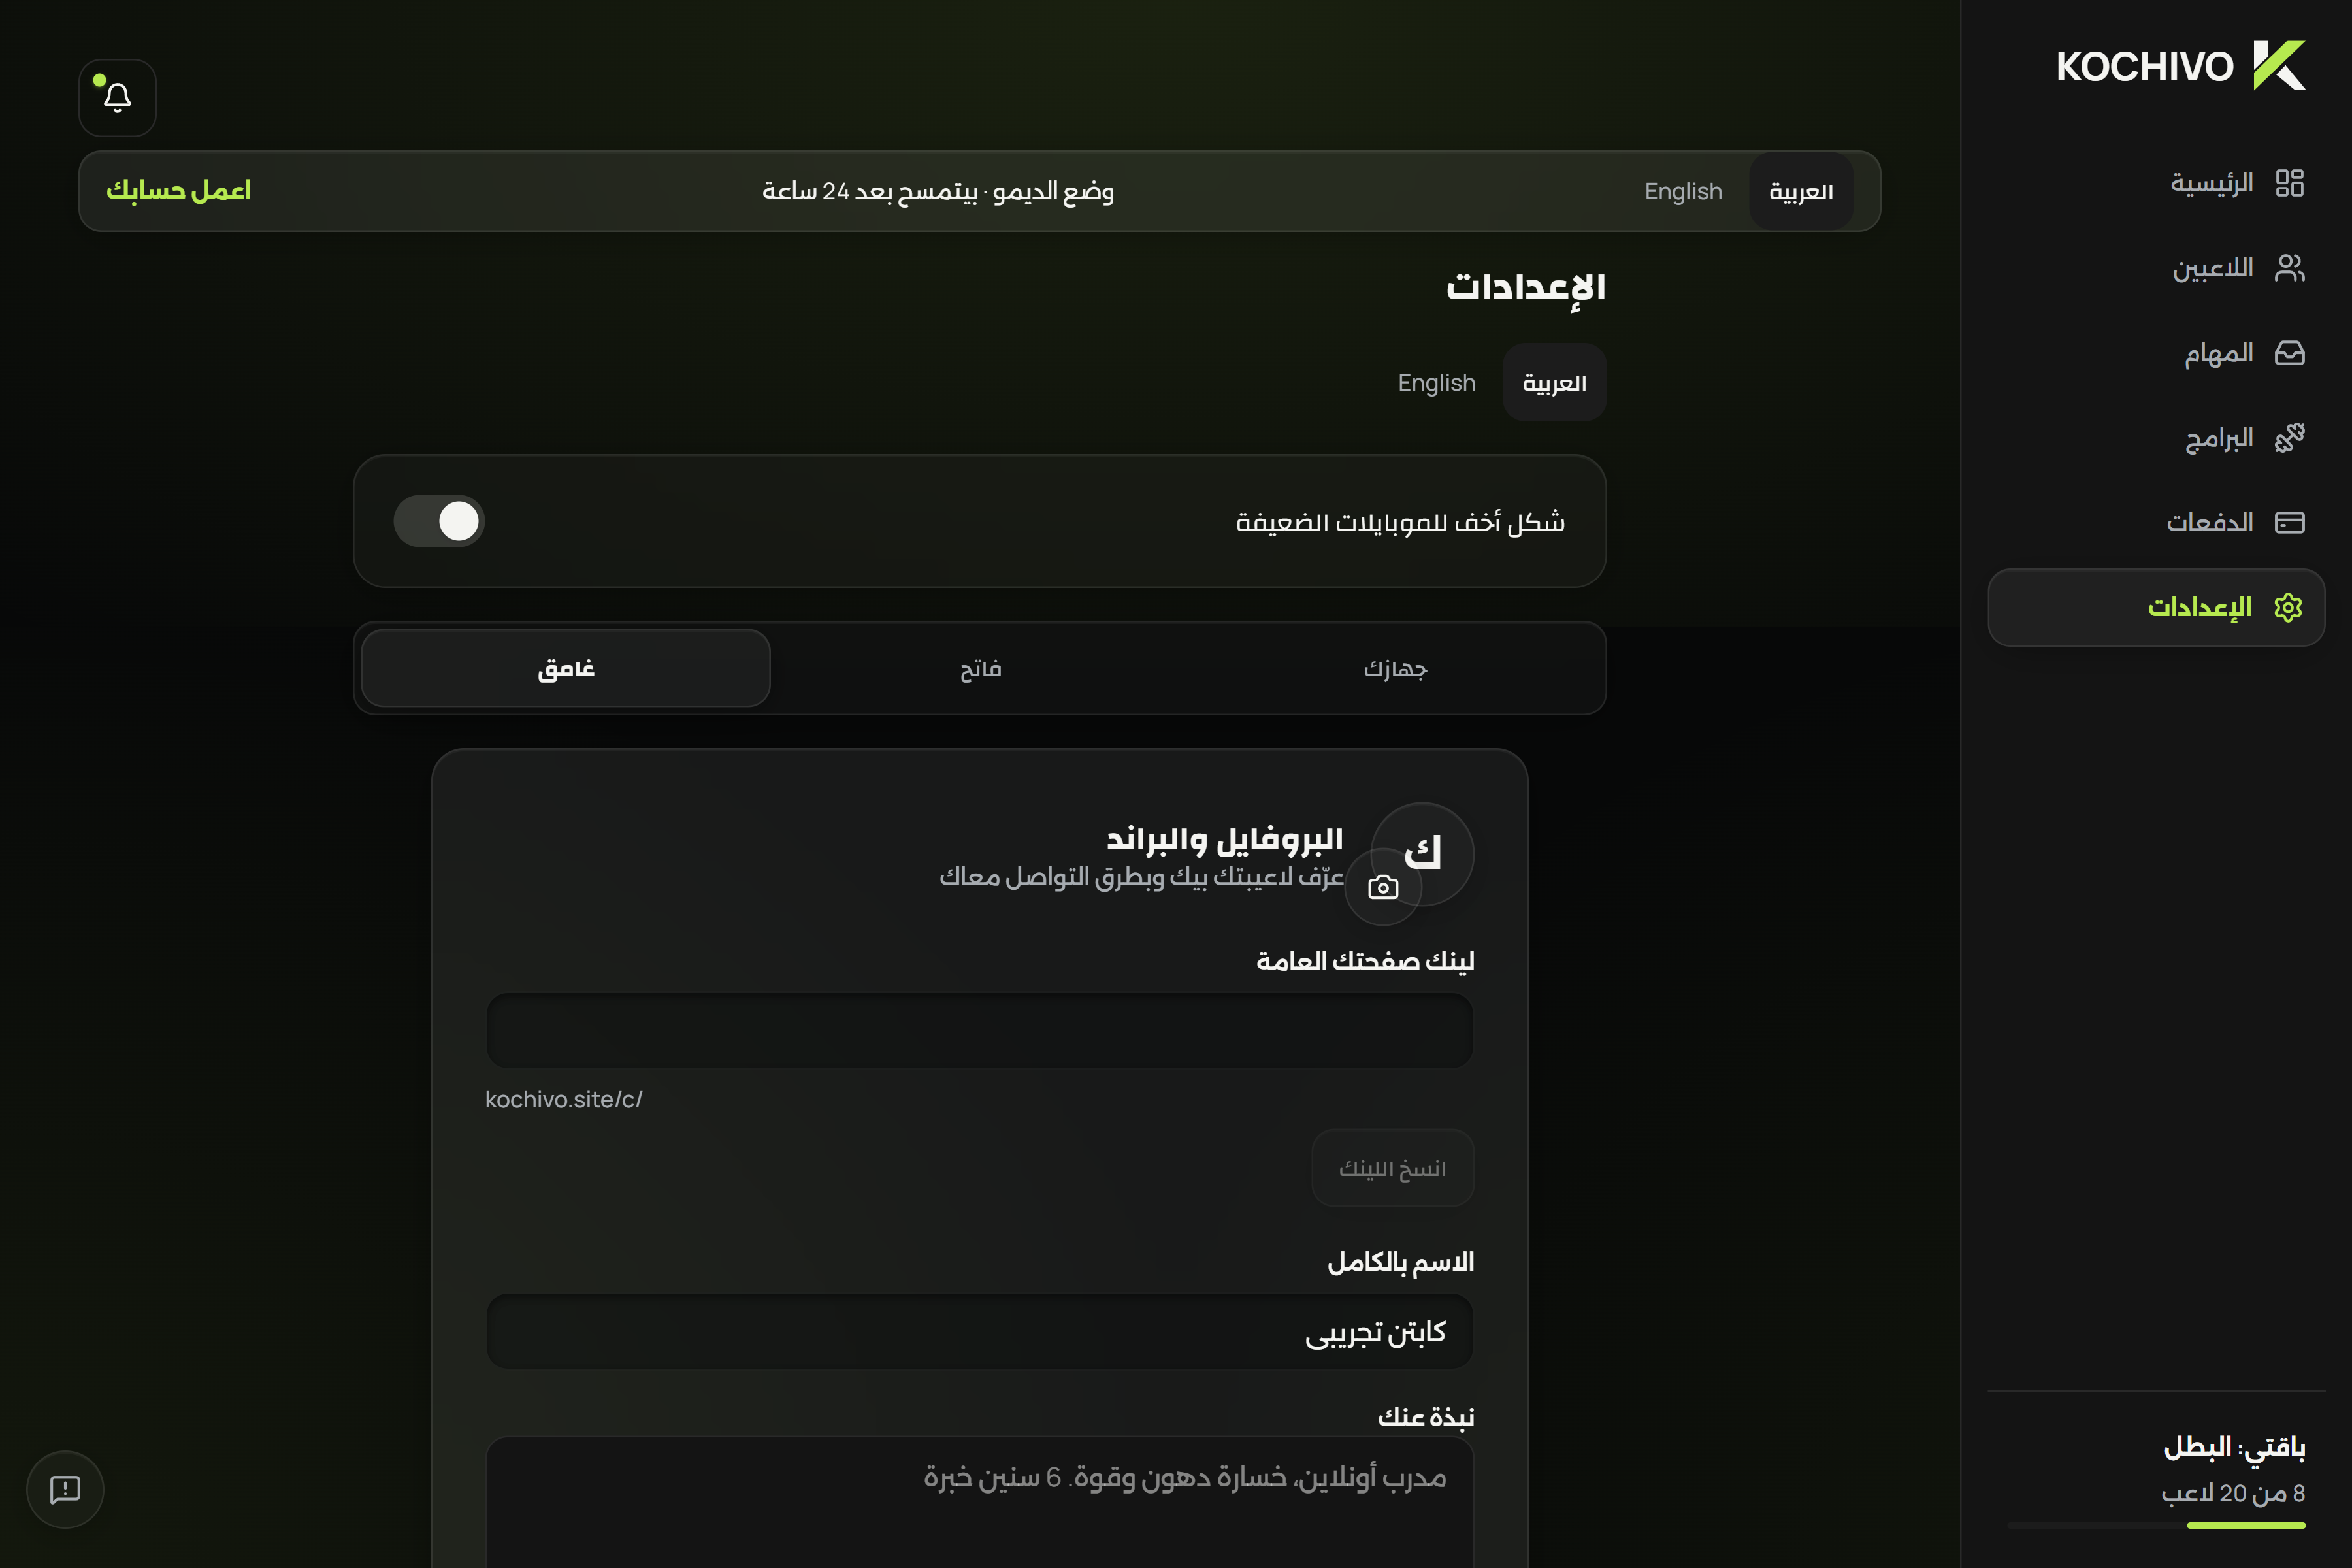 KOCHIVO
الرئيسية
اللاعبين
المهام
البرامج
الدفعات
الإعدادات
باقتي: البطل
8 من 20 لاعب
العربية
English
وضع الديمو · بيتمسح بعد 24 ساعة
اعمل حسابك
الإعدادات
العربية
English
شكل أخف للموبايلات الضعيفة
جهازك
فاتح
غامق
ك
البروفايل والبراند
عرّف لاعيبتك بيك وبطرق التواصل معاك
لينك صفحتك العامة
kochivo.site/c/
انسخ اللينك
الاسم بالكامل
كابتن تجريبي
نبذة عنك
مدرب أونلاين، خسارة دهون وقوة. 6 سنين خبرة